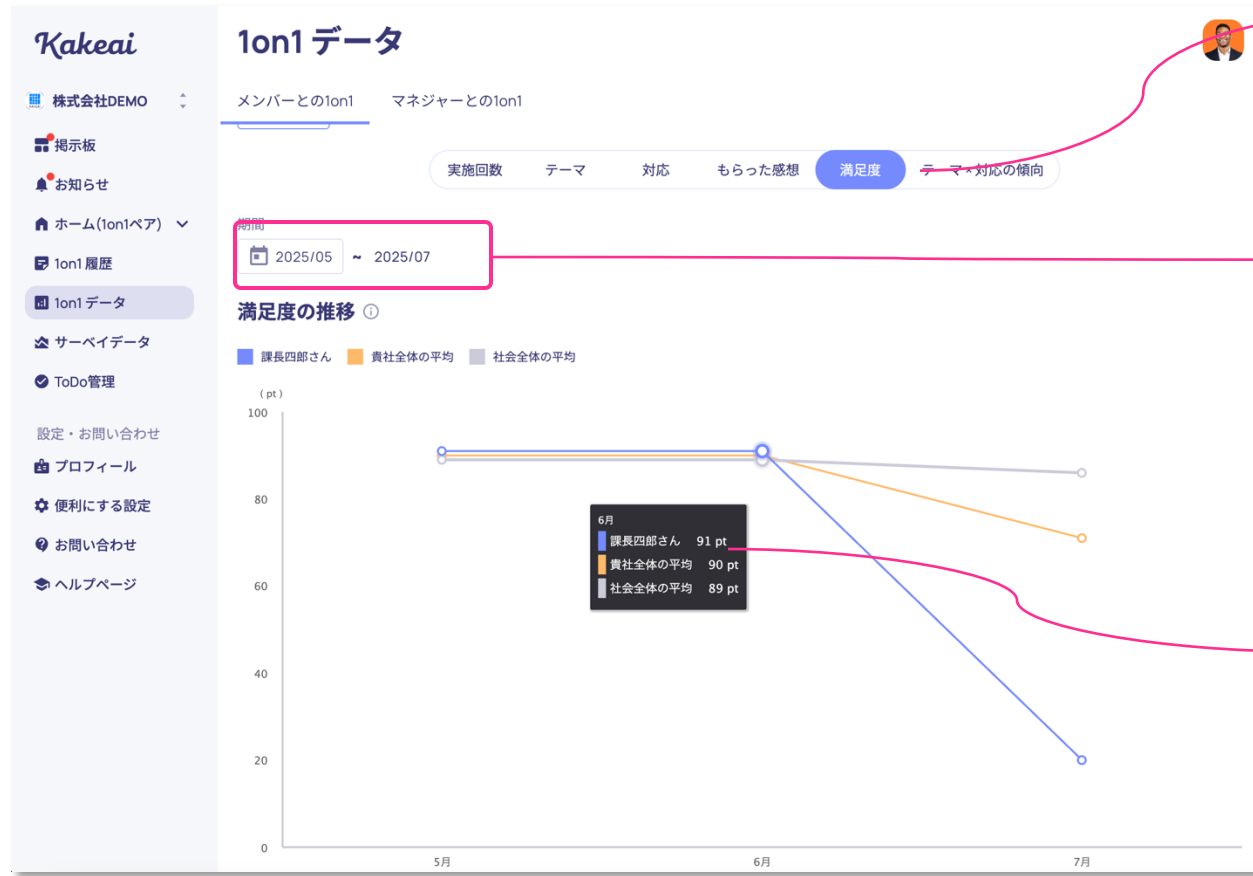 Kakeai
株式会社DEMO
掲示板
お知らせ
ホーム(1on1ペア)
1on1 履歴
1on1 データ
サーベイデータ
ToDo管理
設定・お問い合わせ
プロフィール
便利にする設定
お問い合わせ
ヘルプページ
1on1 データ
メンバーとの1on1 マネジャーとの1on1
実施回数 テーマ 対応 もらった感想 満足度 テーマ×対応の傾向
期間
2025/05 ~ 2025/07
満足度の推移
課長四郎さん 貴社全体の平均 社会全体の平均
(pt)
100
80
60
40
20
0
6月
課長四郎さん 91 pt
貴社全体の平均 90 pt
社会全体の平均 89 pt
5月 6月 7月